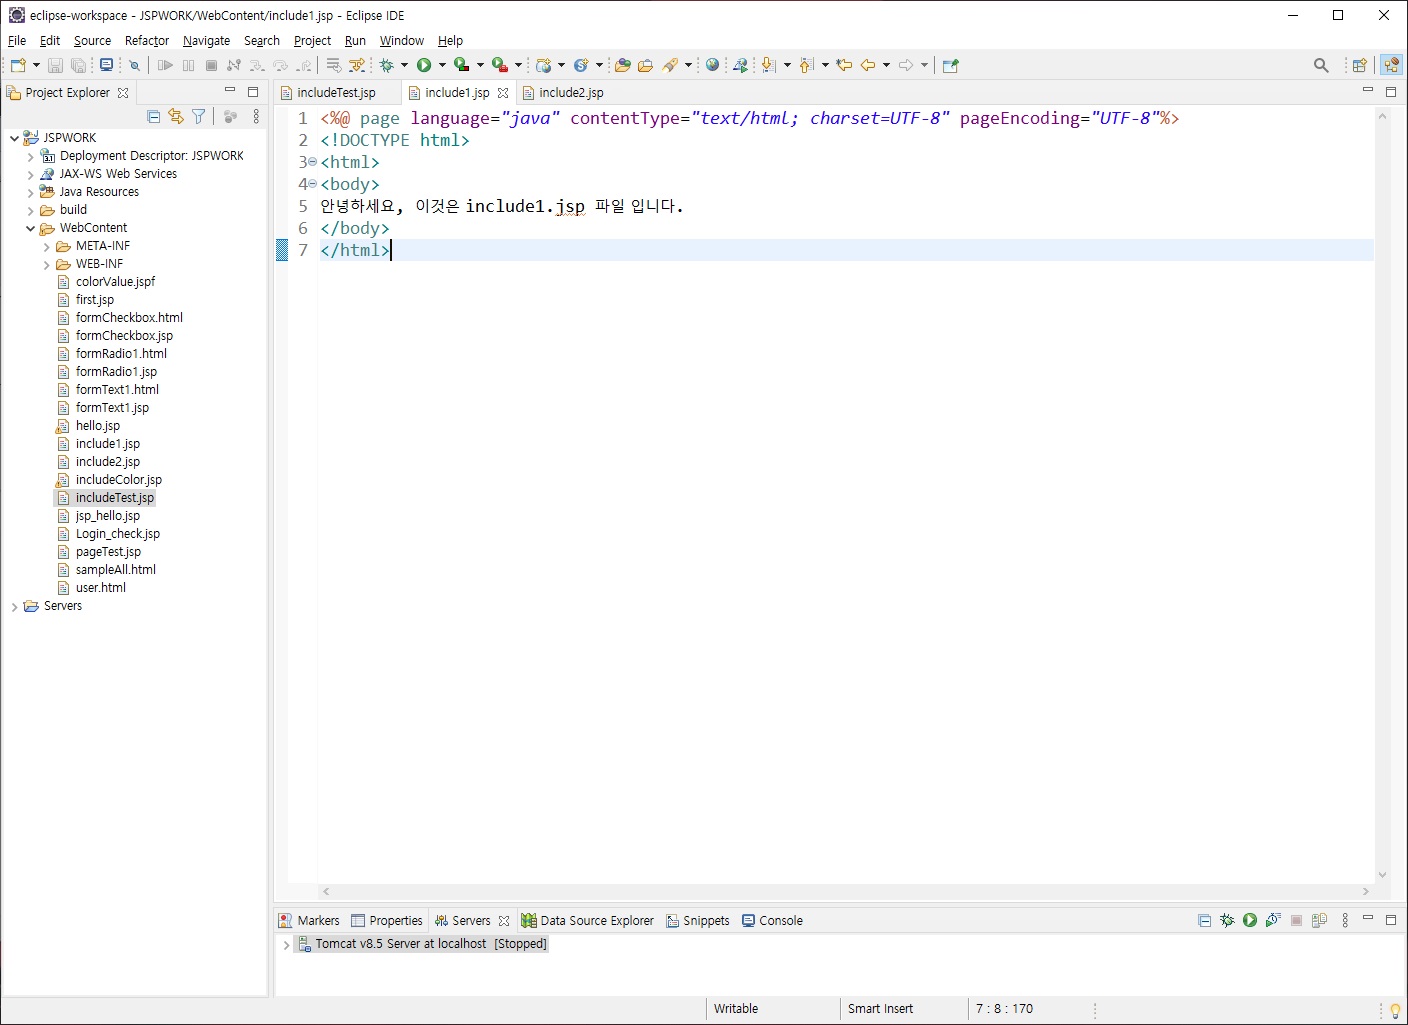 eclipse-workspace - JSPWORK/WebContent/include1.jsp - Eclipse IDE
File Edit Source Refactor Navigate Search Project Run Window Help
Project Explorer
JSPWORK
Deployment Descriptor: JSPWORK
JAX-WS Web Services
Java Resources
build
WebContent
META-INF
WEB-INF
colorValue.jspf
first.jsp
formCheckbox.html
formCheckbox.jsp
formRadio1.html
formRadio1.jsp
formText1.html
formText1.jsp
hello.jsp
include1.jsp
include2.jsp
includeColor.jsp
includeTest.jsp
jsp_hello.jsp
Login_check.jsp
pageTest.jsp
sampleAll.html
user.html
Servers
includeTest.jsp include1.jsp include2.jsp
1 <%@ page language="java" contentType="text/html; charset=UTF-8" pageEncoding="UTF-8"%>
2 <!DOCTYPE html>
3 <html>
4 <body>
5 안녕하세요, 이것은 include1.jsp 파일 입니다.
6 </body>
7 </html>
Markers Properties Servers Data Source Explorer Snippets Console
Tomcat v8.5 Server at localhost [Stopped]
Writable Smart Insert 7 : 8 : 170